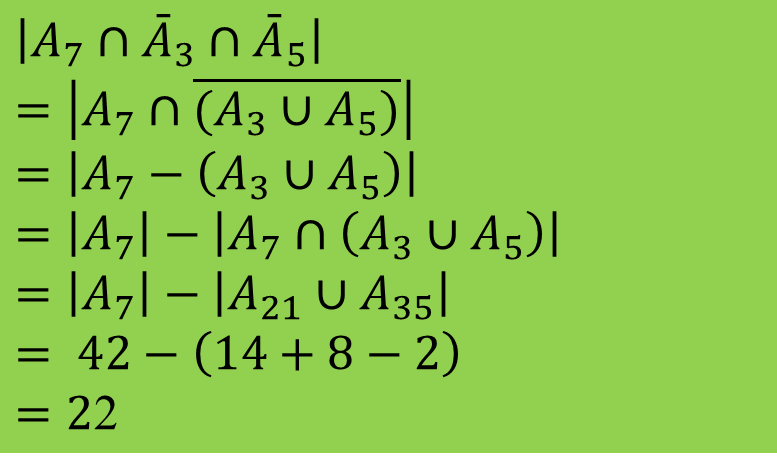 |A₇ ∩ Ā₃ ∩ Ā₅|
= |A₇ ∩ \overline{(A₃ ∪ A₅)}|
= |A₇ − (A₃ ∪ A₅)|
= |A₇| − |A₇ ∩ (A₃ ∪ A₅)|
= |A₇| − |A₂₁ ∪ A₃₅|
= 42 − (14 + 8 − 2)
= 22